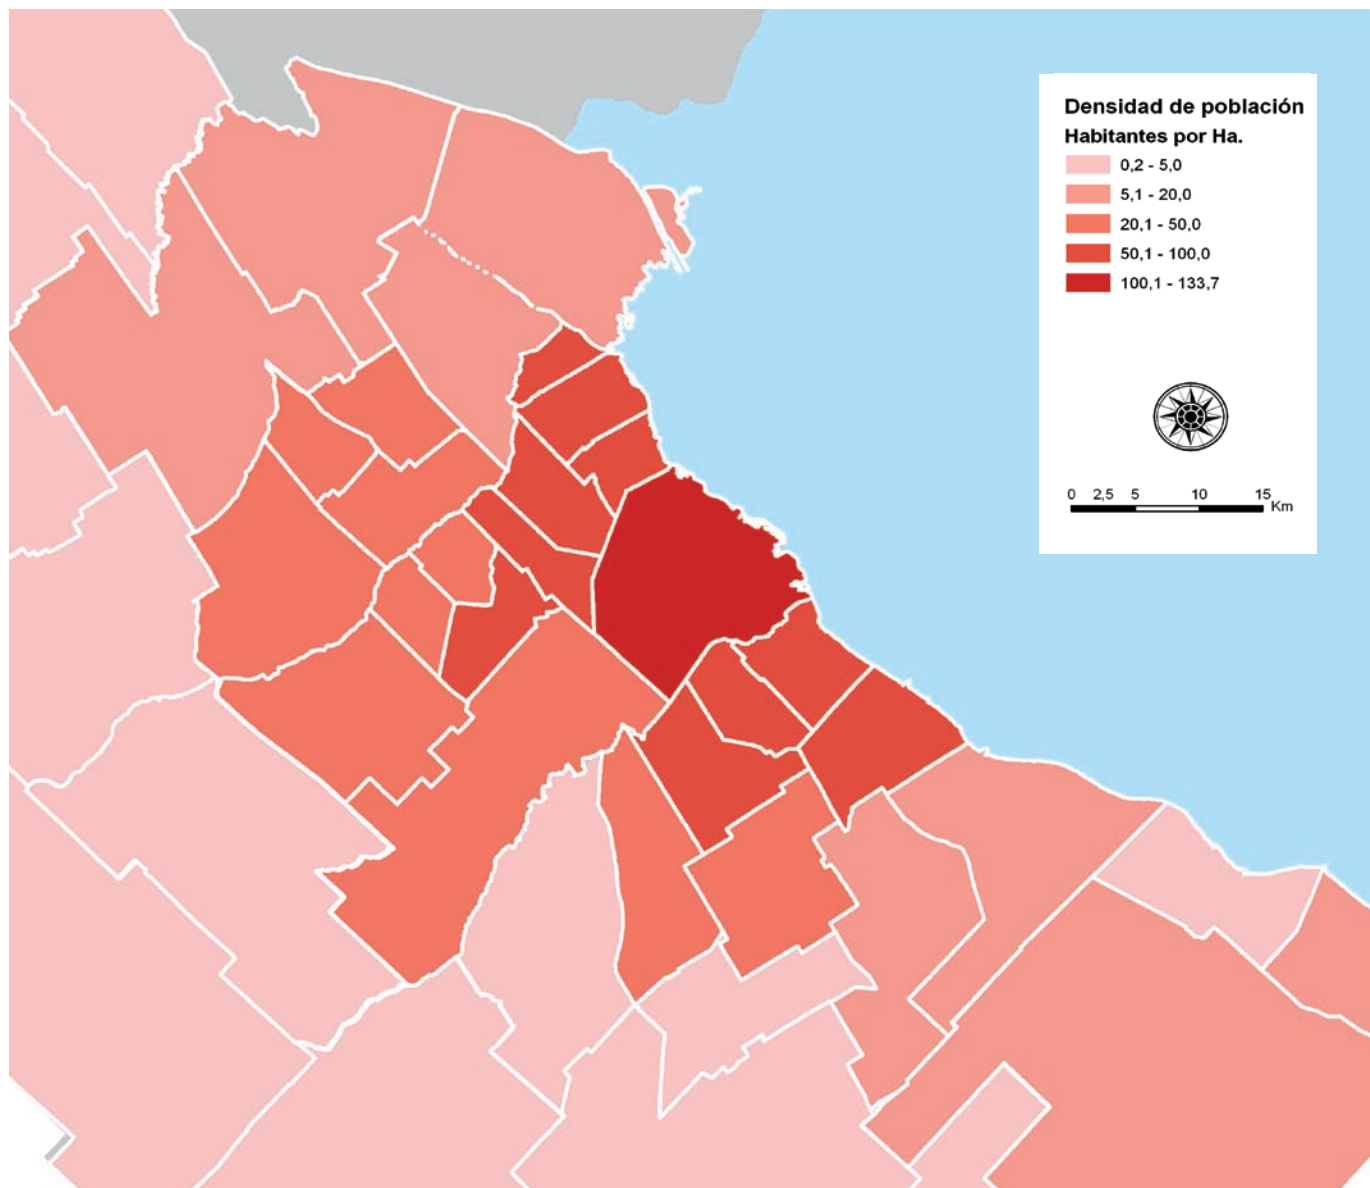 Densidad de población
Habitantes por Ha.
0,2 - 5,0
5,1 - 20,0
20,1 - 50,0
50,1 - 100,0
100,1 - 133,7
0 2,5 5 10 15
Km